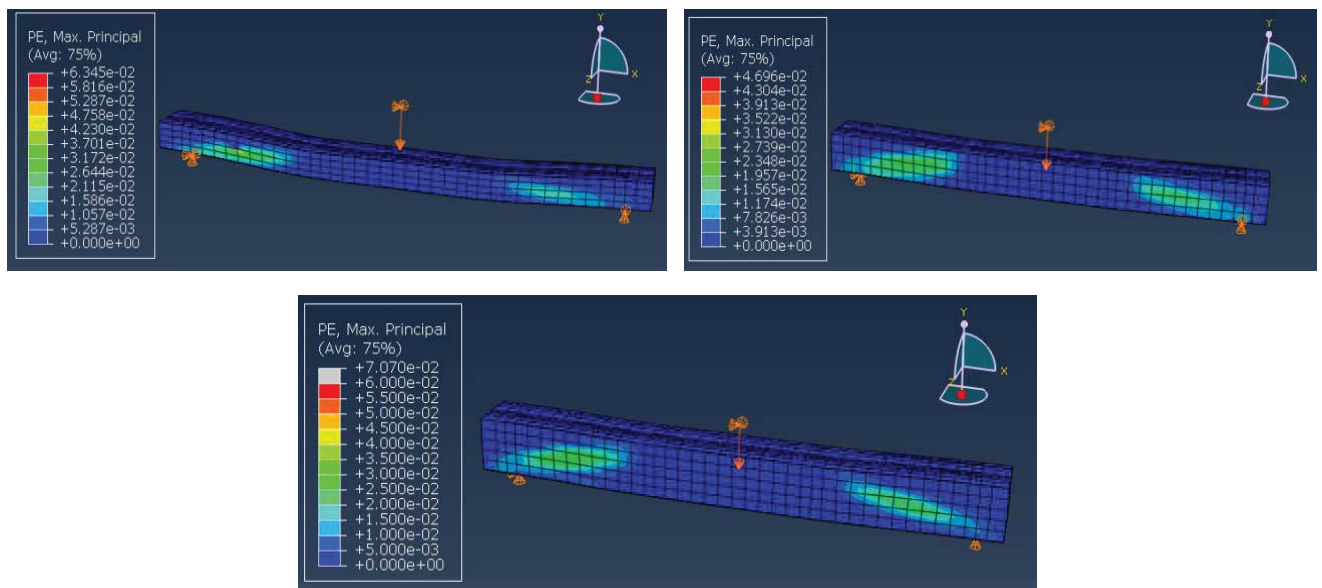 PE, Max. Principal
(Avg: 75%)
+6.345e-02
+5.816e-02
+5.287e-02
+4.758e-02
+4.230e-02
+3.701e-02
+3.172e-02
+2.644e-02
+2.115e-02
+1.586e-02
+1.057e-02
+5.287e-03
+0.000e+00
Y
X
Z
PE, Max. Principal
(Avg: 75%)
+4.696e-02
+4.304e-02
+3.913e-02
+3.522e-02
+3.130e-02
+2.739e-02
+2.348e-02
+1.957e-02
+1.565e-02
+1.174e-02
+7.826e-03
+3.913e-03
+0.000e+00
Y
X
Z
PE, Max. Principal
(Avg: 75%)
+7.070e-02
+6.000e-02
+5.500e-02
+5.000e-02
+4.500e-02
+4.000e-02
+3.500e-02
+3.000e-02
+2.500e-02
+2.000e-02
+1.500e-02
+1.000e-02
+5.000e-03
+0.000e+00
Y
X
Z